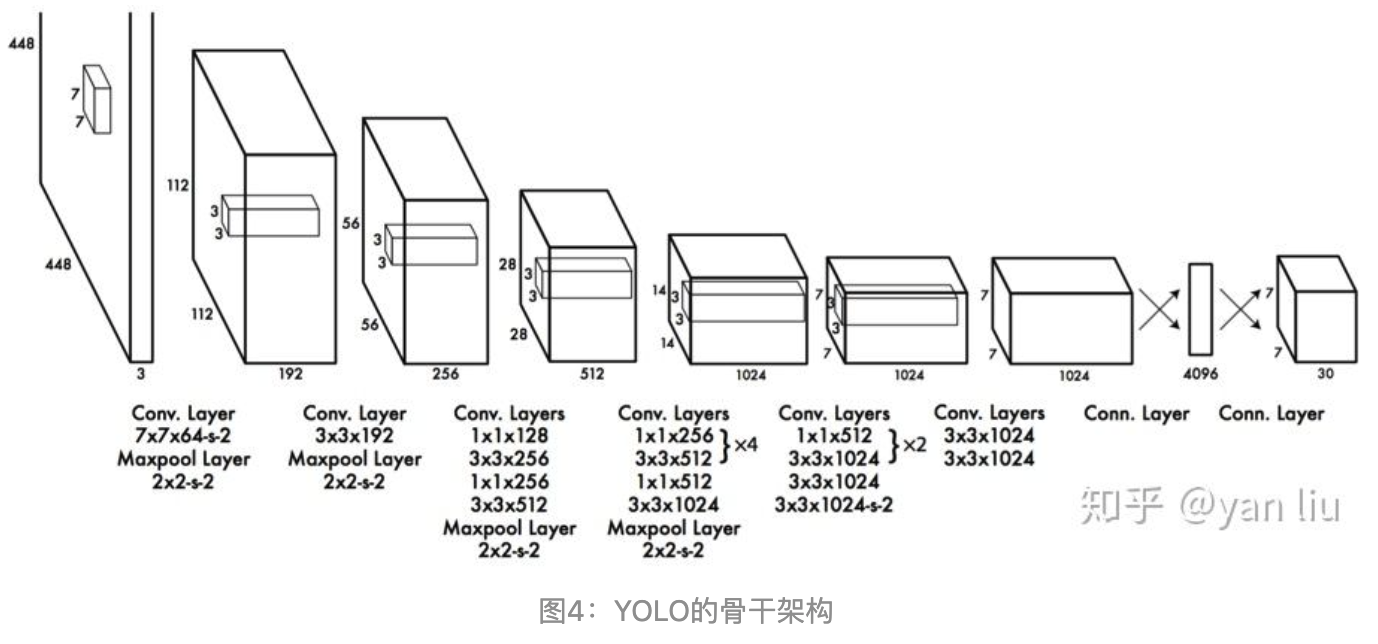 448
7
7
448
3
112
3
3
112
192
56
3
3
56
256
28
3
3
28
512
14
3
3
14
1024
7
3
3
7
1024
7
7
1024
4096
7
7
30
Conv. Layer
7x7x64-s-2
Maxpool Layer
2x2-s-2
Conv. Layer
3x3x192
Maxpool Layer
2x2-s-2
Conv. Layers
1x1x128
3x3x256
1x1x256
3x3x512
Maxpool Layer
2x2-s-2
Conv. Layers
1x1x256
3x3x512
}×4
1x1x512
3x3x1024
Maxpool Layer
2x2-s-2
Conv. Layers
1x1x512
3x3x1024
}×2
3x3x1024
3x3x1024-s-2
Conv. Layers
3x3x1024
3x3x1024
Conn. Layer
Conn. Layer
知乎 @yan liu
图4：YOLO的骨干架构